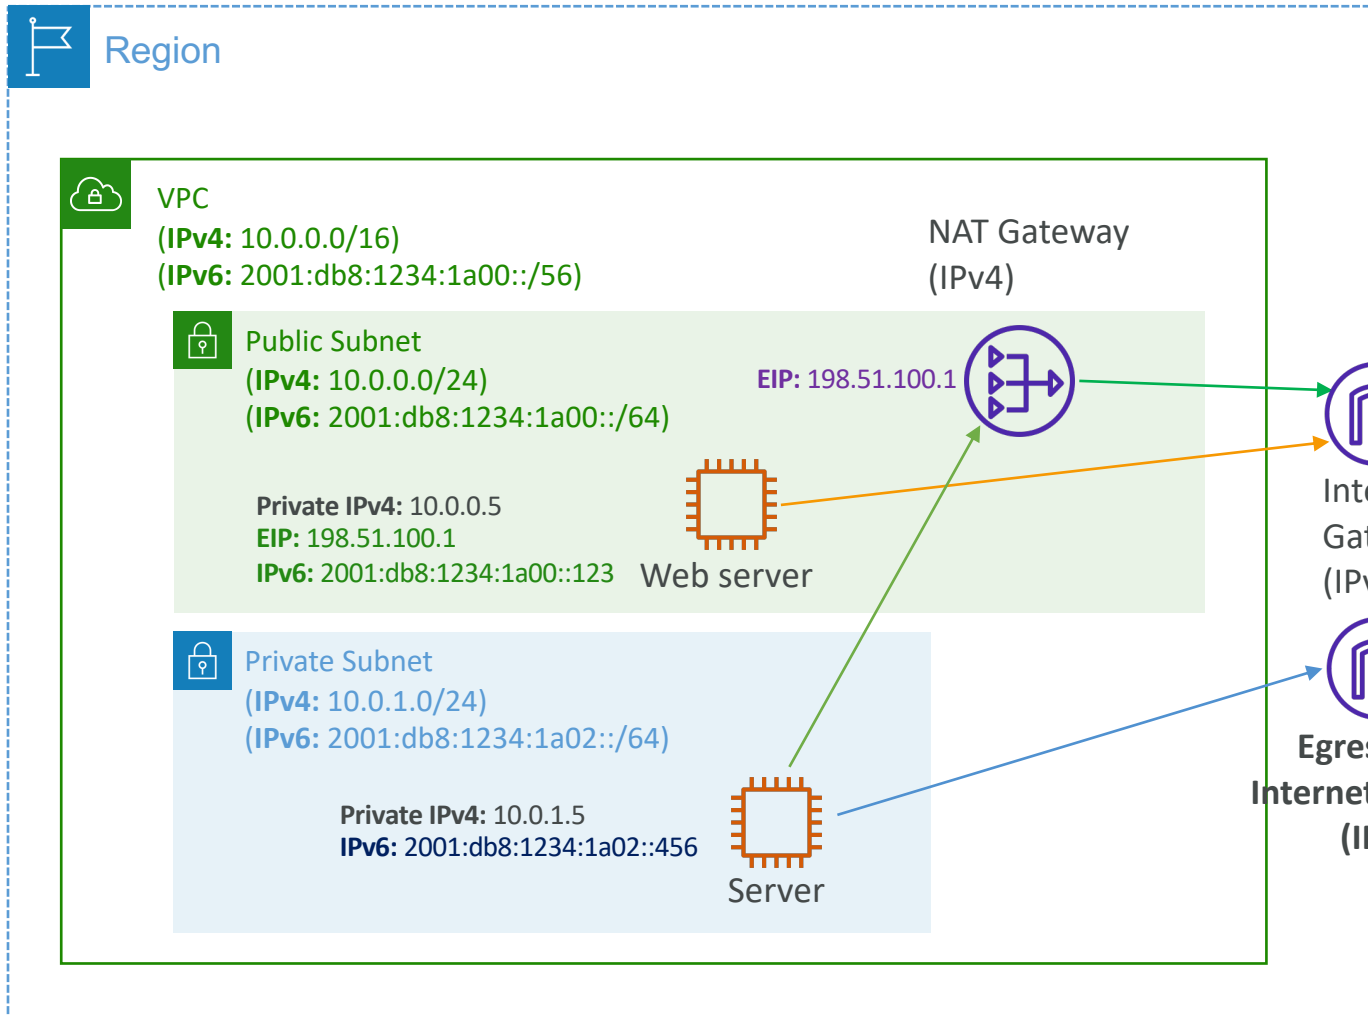 Region
VPC
(IPv4: 10.0.0.0/16)
(IPv6: 2001:db8:1234:1a00::/56)
NAT Gateway
(IPv4)
Public Subnet
(IPv4: 10.0.0.0/24)
(IPv6: 2001:db8:1234:1a00::/64)
EIP: 198.51.100.1
Private IPv4: 10.0.0.5
EIP: 198.51.100.1
IPv6: 2001:db8:1234:1a00::123
Web server
Private Subnet
(IPv4: 10.0.1.0/24)
(IPv6: 2001:db8:1234:1a02::/64)
Internet
Private IPv4: 10.0.1.5
IPv6: 2001:db8:1234:1a02::456
Server